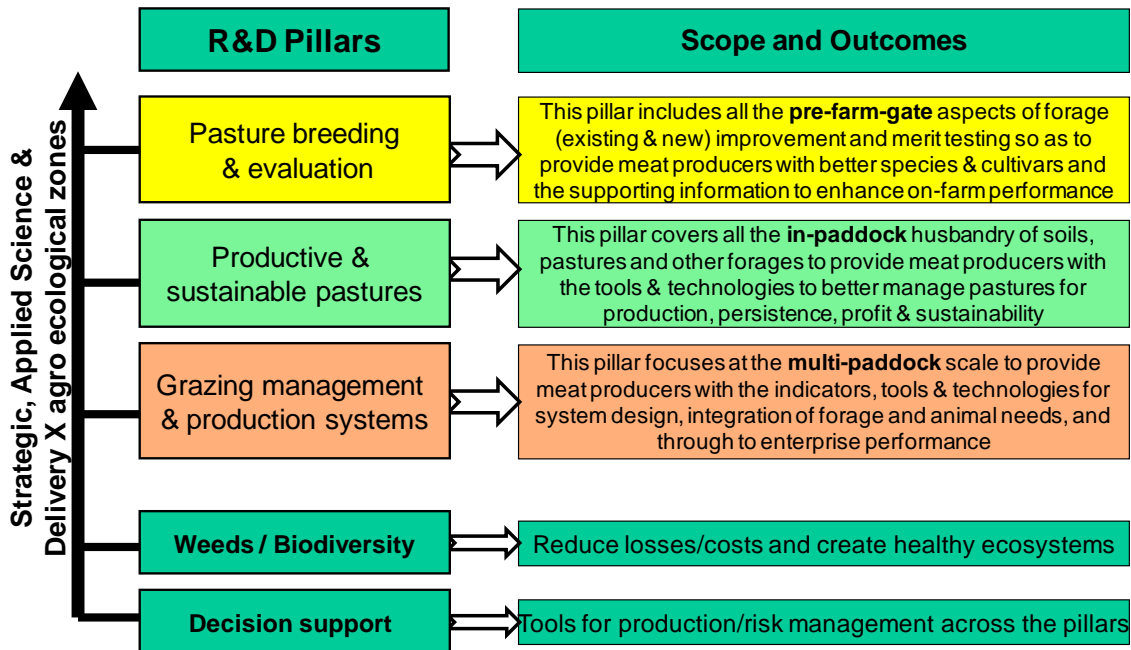 R&D Pillars
Scope and Outcomes
Strategic, Applied Science &
Delivery X agro ecological zones
Pasture breeding
& evaluation
This pillar includes all the pre-farm-gate aspects of forage
(existing & new) improvement and merit testing so as to
provide meat producers with better species & cultivars and
the supporting information to enhance on-farm performance
Productive &
sustainable pastures
This pillar covers all the in-paddock husbandry of soils,
pastures and other forages to provide meat producers with
the tools & technologies to better manage pastures for
production, persistence, profit & sustainability
Grazing management
& production systems
This pillar focuses at the multi-paddock scale to provide
meat producers with the indicators, tools & technologies for
system design, integration of forage and animal needs, and
through to enterprise performance
Weeds / Biodiversity
Reduce losses/costs and create healthy ecosystems
Decision support
Tools for production/risk management across the pillars